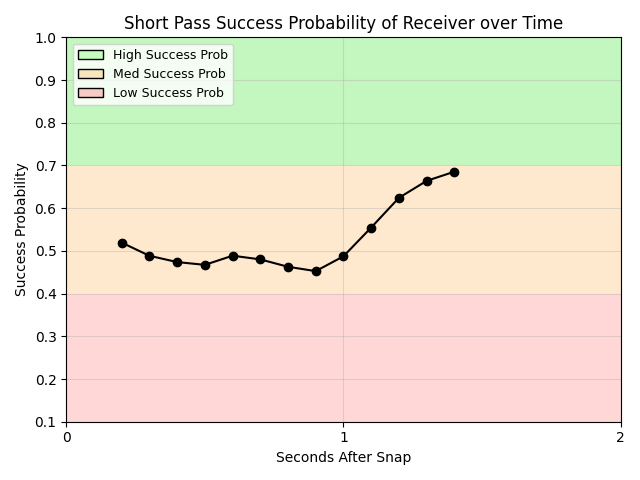 Short Pass Success Probability of Receiver over Time
High Success Prob
Med Success Prob
Low Success Prob
Success Probability
1.0
0.9
0.8
0.7
0.6
0.5
0.4
0.3
0.2
0.1
0 1 2
Seconds After Snap